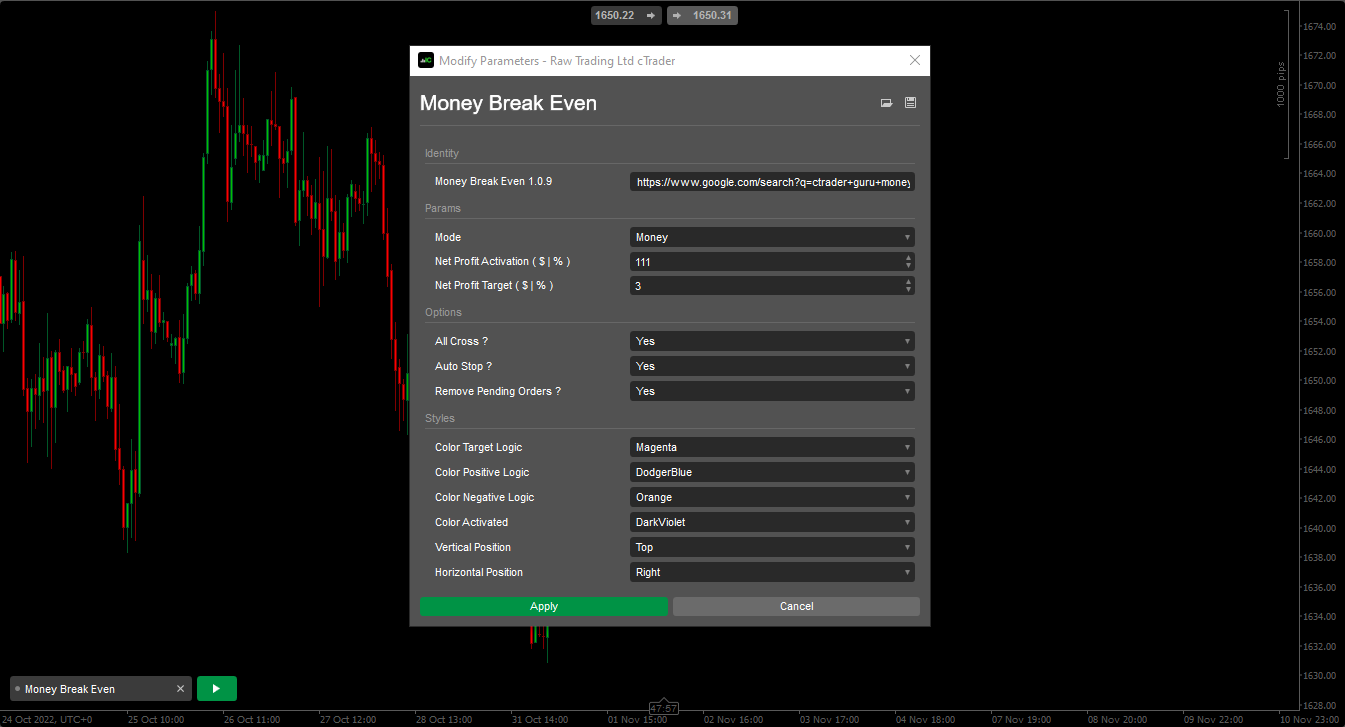 1650.22
1650.31
Modify Parameters - Raw Trading Ltd cTrader
Money Break Even
Identity
Money Break Even 1.0.9 https://www.google.com/search?q=ctrader+guru+money
Params
Mode Money
Net Profit Activation ( $ | % ) 111
Net Profit Target ( $ | % ) 3
Options
All Cross ? Yes
Auto Stop ? Yes
Remove Pending Orders ? Yes
Styles
Color Target Logic Magenta
Color Positive Logic DodgerBlue
Color Negative Logic Orange
Color Activated DarkViolet
Vertical Position Top
Horizontal Position Right
Apply Cancel
1000 pips
1674.00
1672.00
1670.00
1668.00
1666.00
1664.00
1662.00
1660.00
1658.00
1656.00
1654.00
1652.00
1650.00
1648.00
1646.00
1644.00
1642.00
1640.00
1638.00
1636.00
1634.00
1632.00
1630.00
1628.00
Money Break Even
47:57
24 Oct 2022, UTC+0 25 Oct 10:00 26 Oct 11:00 27 Oct 12:00 28 Oct 13:00 31 Oct 14:00 01 Nov 15:00 02 Nov 16:00 03 Nov 17:00 04 Nov 18:00 07 Nov 19:00 08 Nov 20:00 09 Nov 22:00 10 Nov 23:00